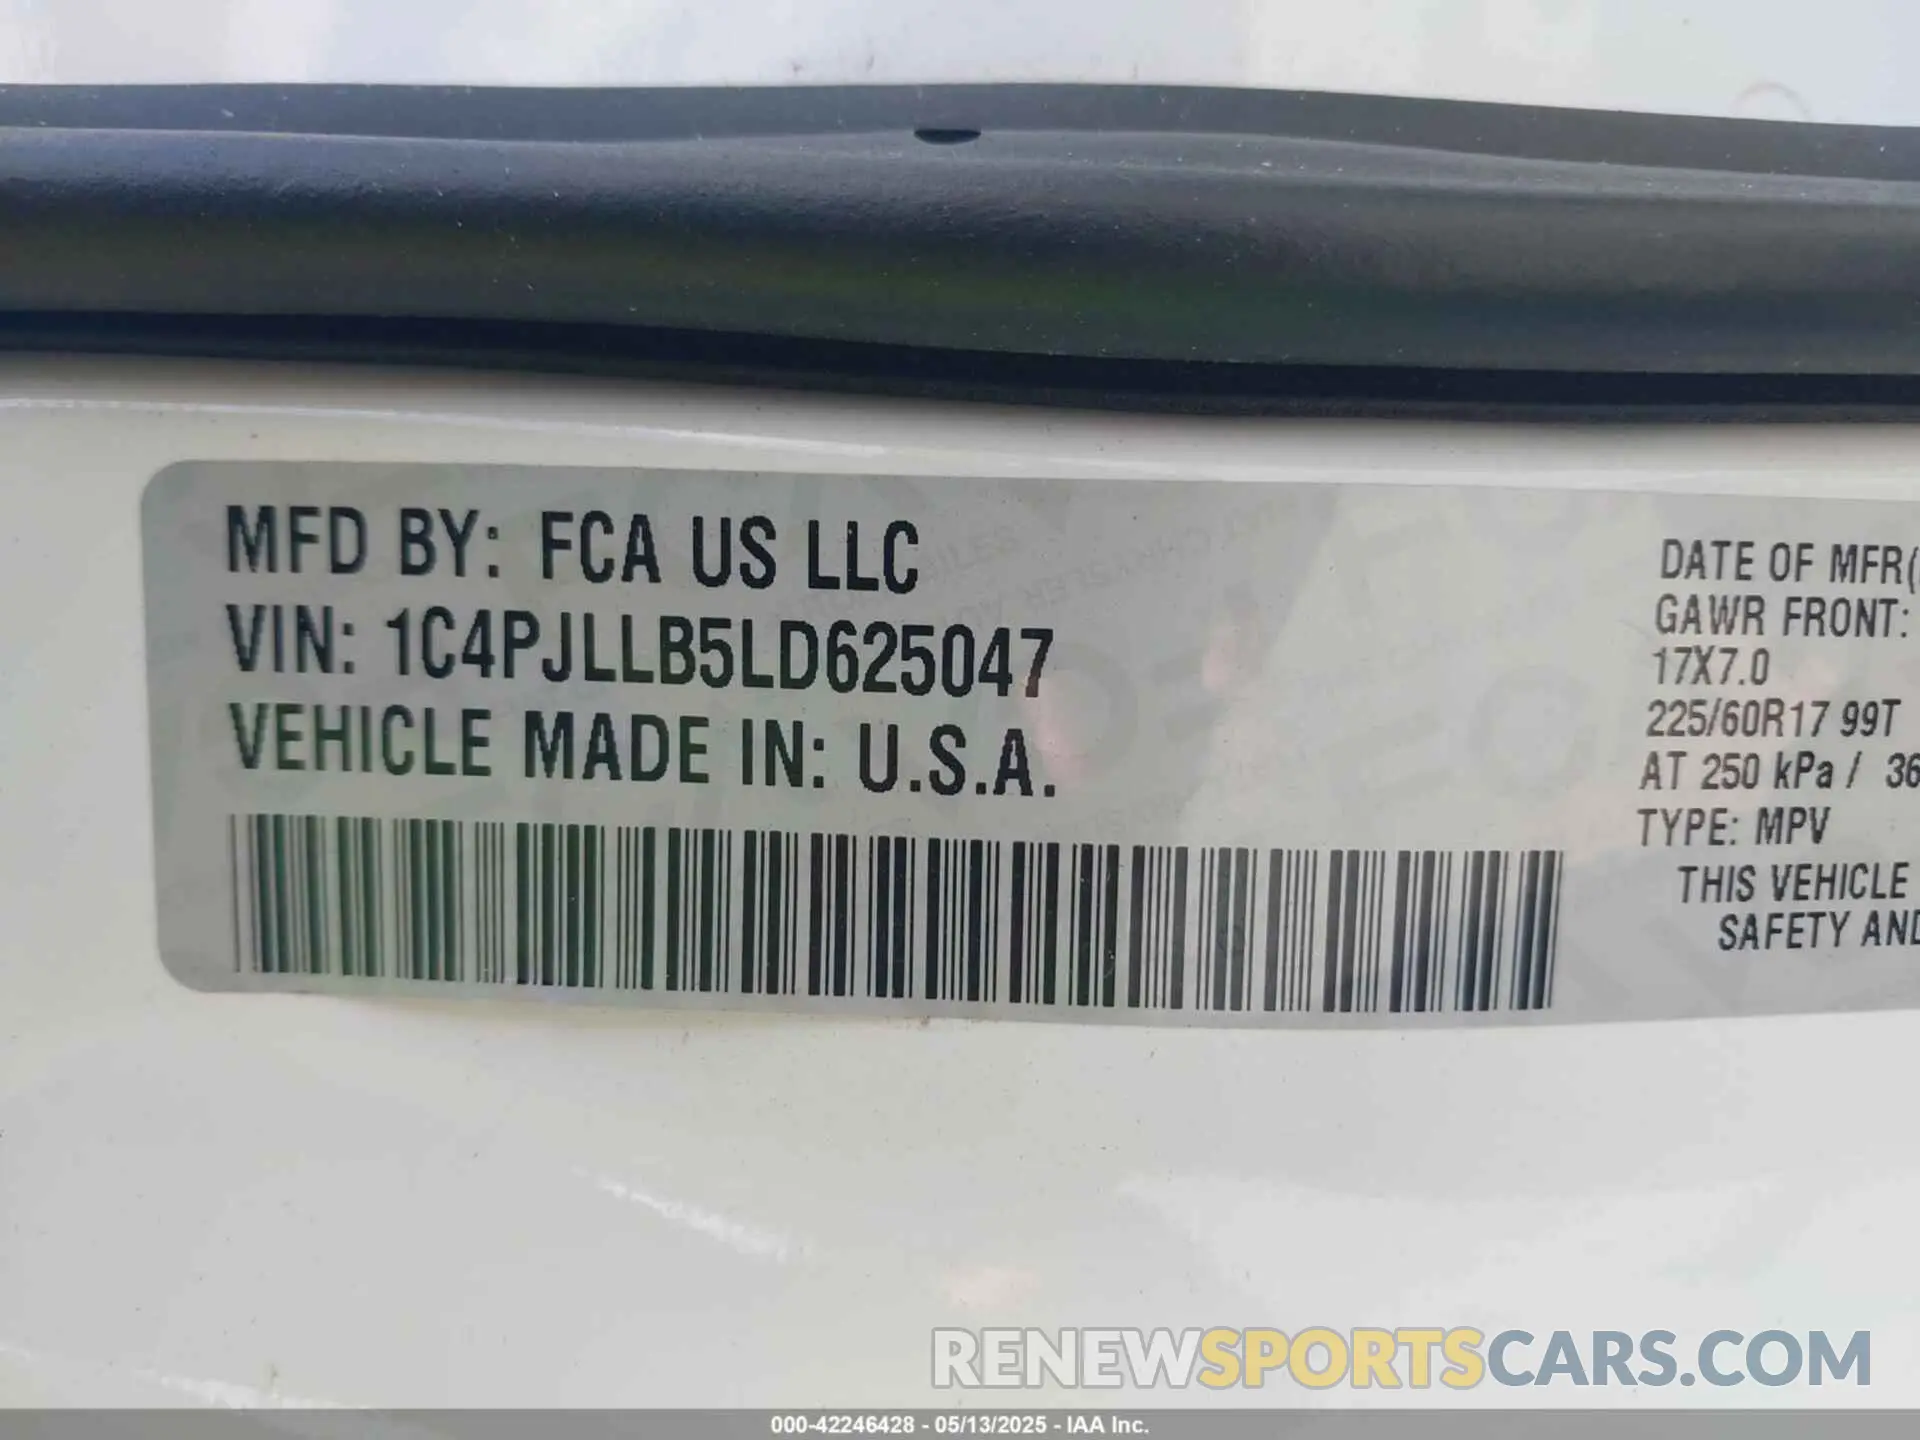 MFD BY: FCA US LLC
VIN: 1C4PJLLB5LD625047
VEHICLE MADE IN: U.S.A.
DATE OF MFR(
GAWR FRONT:
17X7.0
225/60R17 99T
AT 250 kPa / 36
TYPE: MPV
THIS VEHICLE
SAFETY AND
RENEWSPORTSCARS.COM
000-42246428 - 05/13/2025 - IAA Inc.